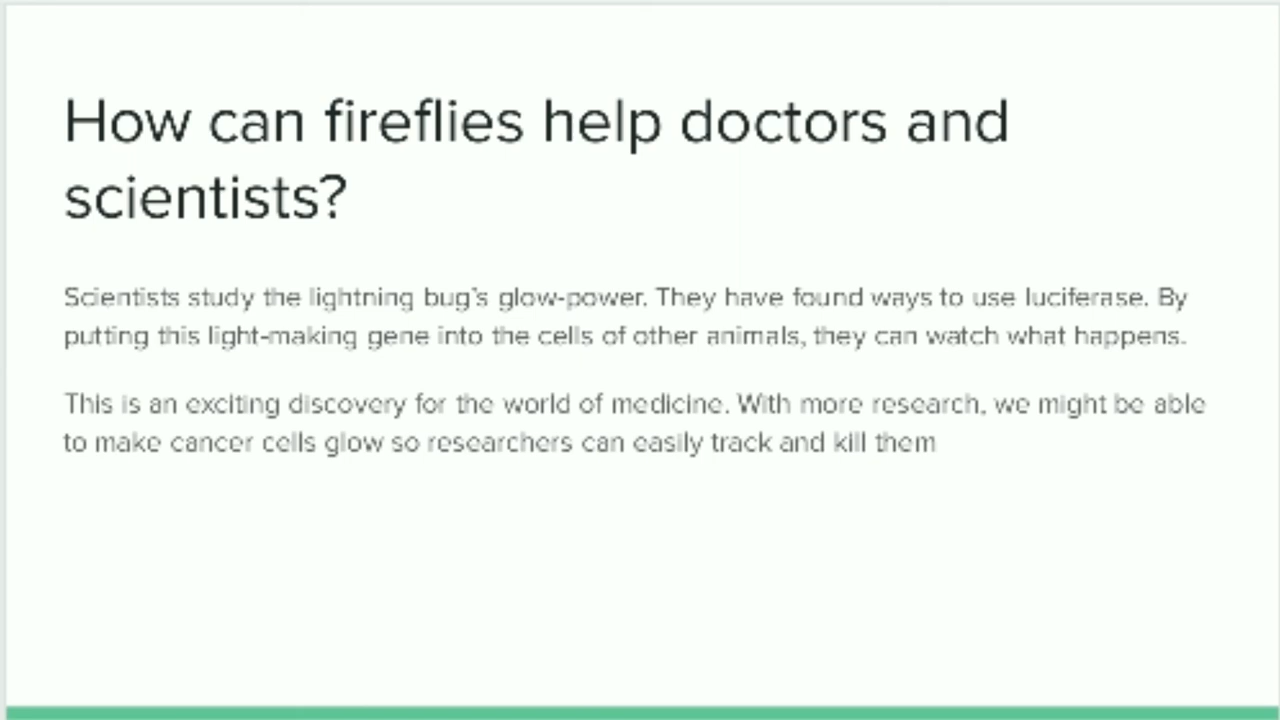 How can fireflies help doctors and
scientists?
Scientists study the lightning bug's glow-power. They have found ways to use luciferase. By
putting this light-making gene into the cells of other animals, they can watch what happens.
This is an exciting discovery for the world of medicine. With more research, we might be able
to make cancer cells glow so researchers can easily track and kill them